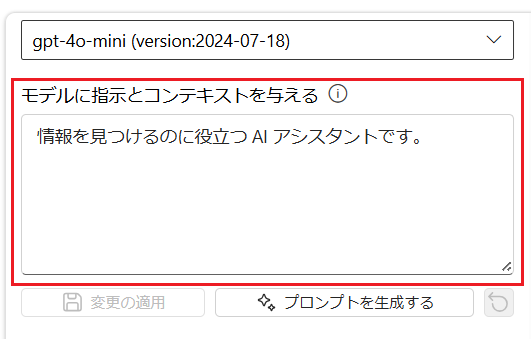 gpt-4o-mini (version:2024-07-18)
モデルに指示とコンテキストを与える
情報を見つけるのに役立つ AI アシスタントです。
変更の適用
プロンプトを生成する